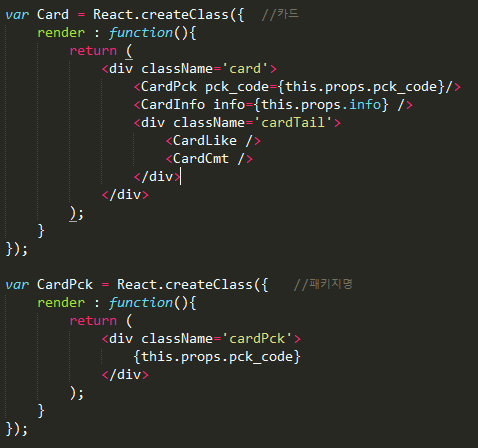 var Card = React.createClass({  //카드
    render : function(){
        return (
            <div className='card'>
                <CardPck pck_code={this.props.pck_code}/>
                <CardInfo info={this.props.info} />
                <div className='cardTail'>
                    <CardLike />
                    <CardCmt />
                </div>
            </div>
        );
    }
});
var CardPck = React.createClass({   //패키지명
    render : function(){
        return (
            <div className='cardPck'>
                {this.props.pck_code}
            </div>
        );
    }
});